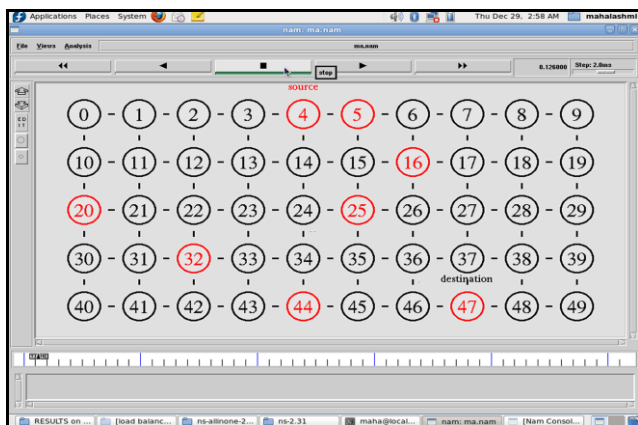 Applications Places System Thu Dec 29, 2:58 AM mahalashmi
nam: ma.nam
File Views Analysis ma.nam
0.126000 Step: 2.0ms
stop
source
0 1 2 3 4 5 6 7 8 9
10 11 12 13 14 15 16 17 18 19
20 21 22 23 24 25 26 27 28 29
30 31 32 33 34 35 36 37 38 39
destination
40 41 42 43 44 45 46 47 48 49
RESULTS on ... [load balanc... ns-allinone-2... ns-2.31 maha@local... nam: ma.nam [Nam Consol...